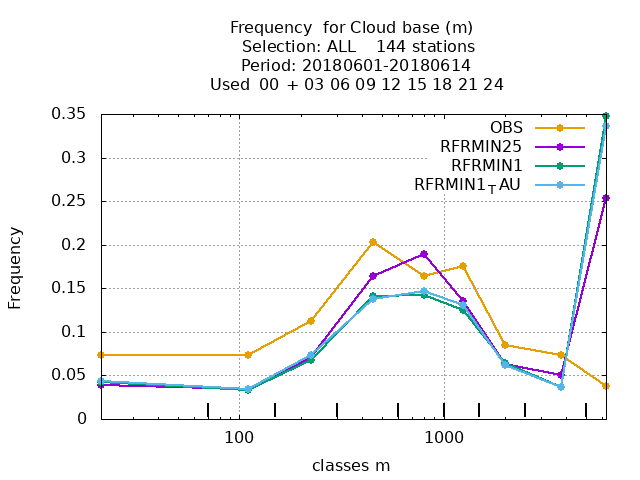 Frequency  for Cloud base (m)
Selection: ALL    144 stations
Period: 20180601-20180614
Used  00 + 03 06 09 12 15 18 21 24
0.35
0.3
0.25
0.2
0.15
0.1
0.05
0
Frequency
OBS
RFRMIN25
RFRMIN1
RFRMIN1_TAU
100 1000
classes m